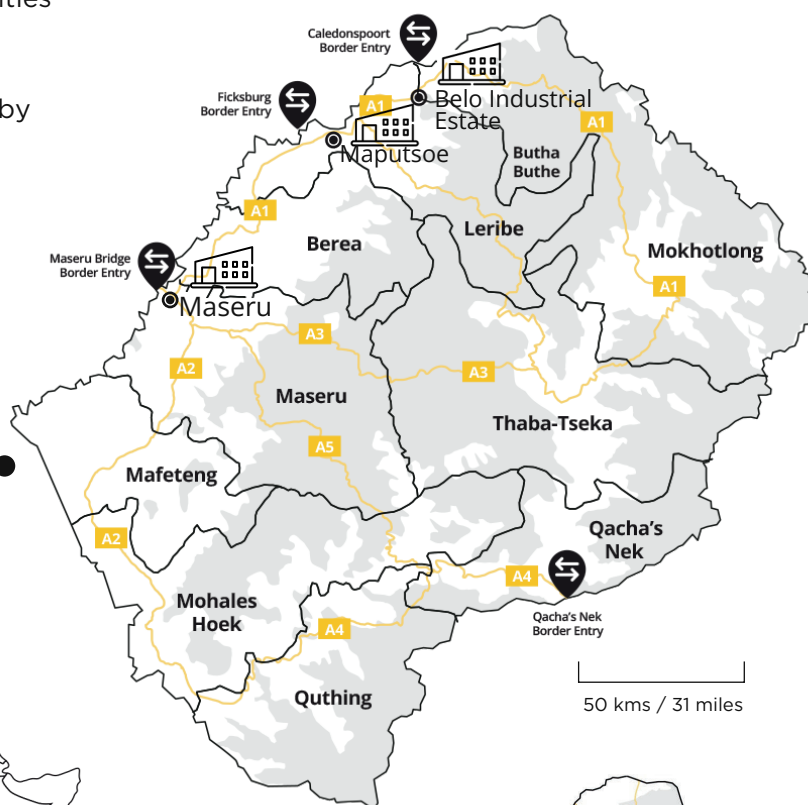 ities
by
Caledonspoort
Border Entry
Ficksburg
Border Entry
A1
Belo Industrial
Estate
A1
Maputsoe
Butha
Buthe
A1
Berea
Leribe
Mokhotlong
Maseru Bridge
Border Entry
A1
Maseru
A3
A2
A3
Maseru
Thaba-Tseka
A5
Mafeteng
Qacha's
Nek
A2
A4
Mohales
Hoek
A4
Qacha's Nek
Border Entry
Quthing
50 kms / 31 miles